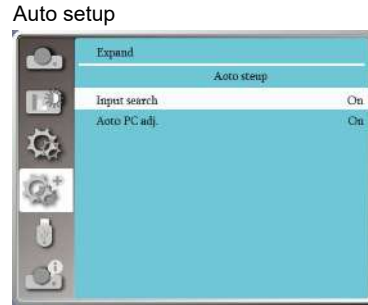 Auto setup
Expand
Aoto steup
Input search On
Aoto PC adj. On